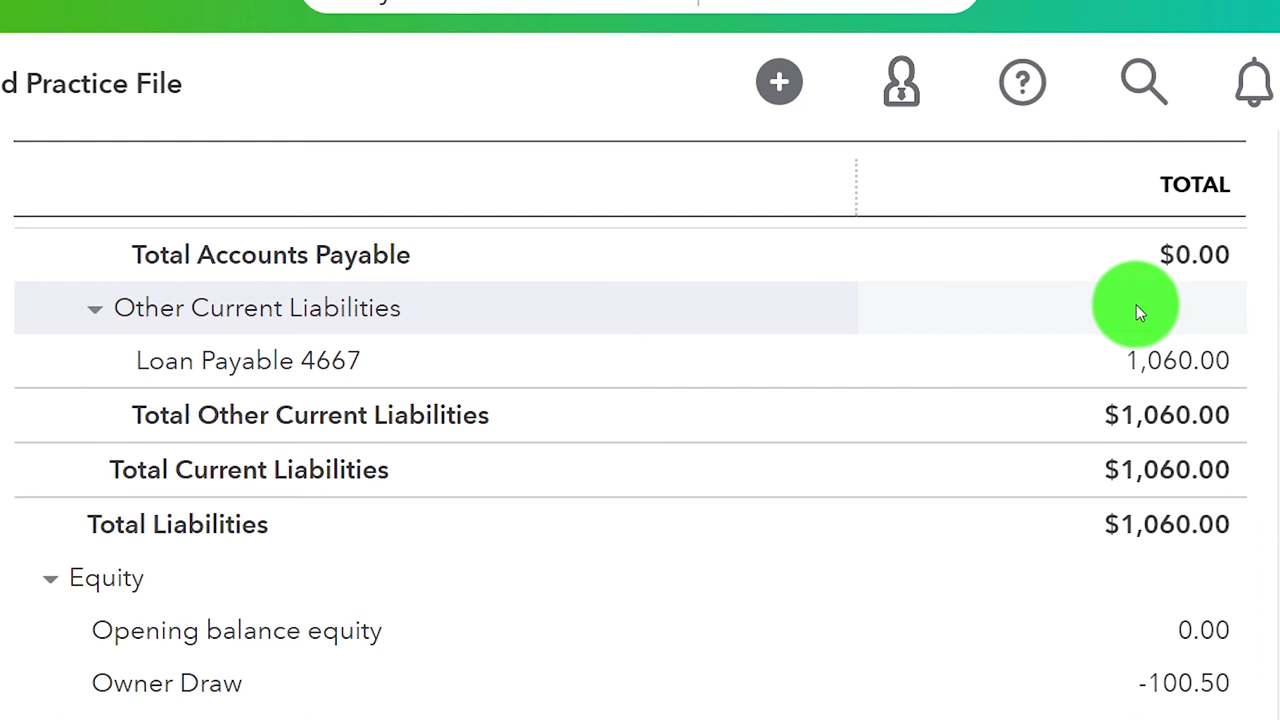 d Practice File
TOTAL
Total Accounts Payable $0.00
Other Current Liabilities
Loan Payable 4667 1,060.00
Total Other Current Liabilities $1,060.00
Total Current Liabilities $1,060.00
Total Liabilities $1,060.00
Equity
Opening balance equity 0.00
Owner Draw -100.50